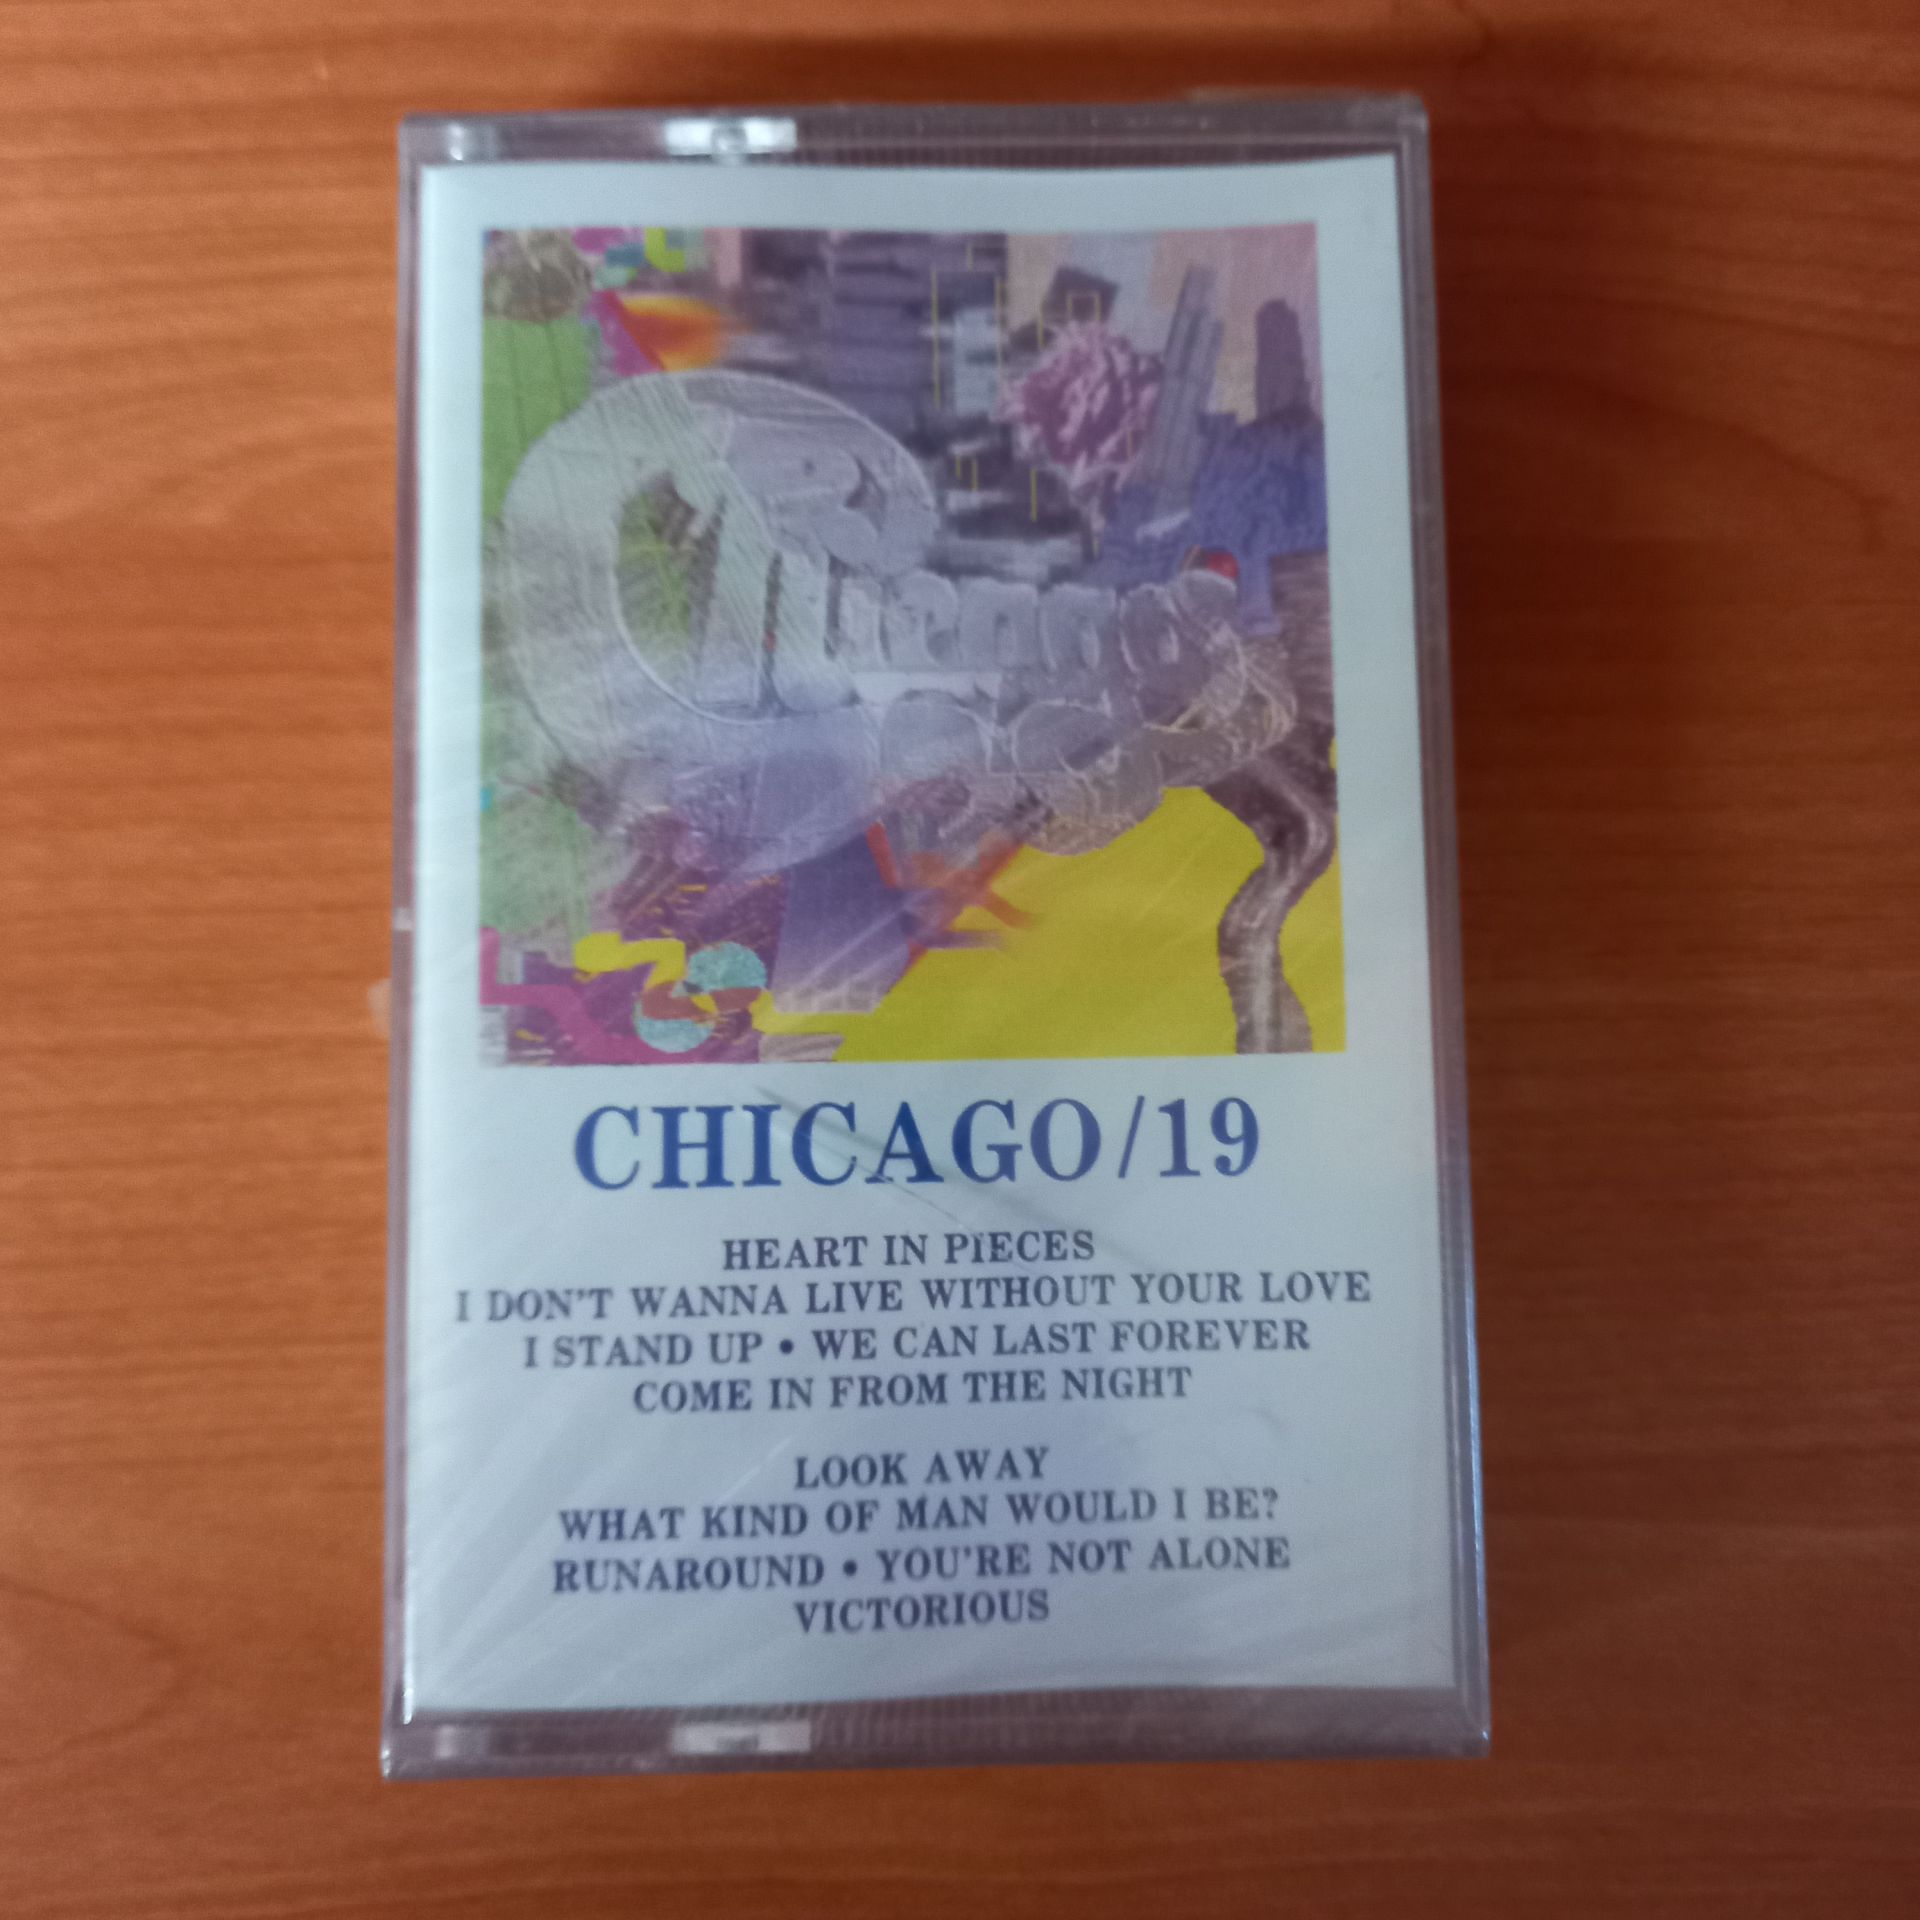 Chicago
CHICAGO/19
HEART IN PIECES
I DON'T WANNA LIVE WITHOUT YOUR LOVE
I STAND UP • WE CAN LAST FOREVER
COME IN FROM THE NIGHT
LOOK AWAY
WHAT KIND OF MAN WOULD I BE?
RUNAROUND • YOU'RE NOT ALONE
VICTORIOUS